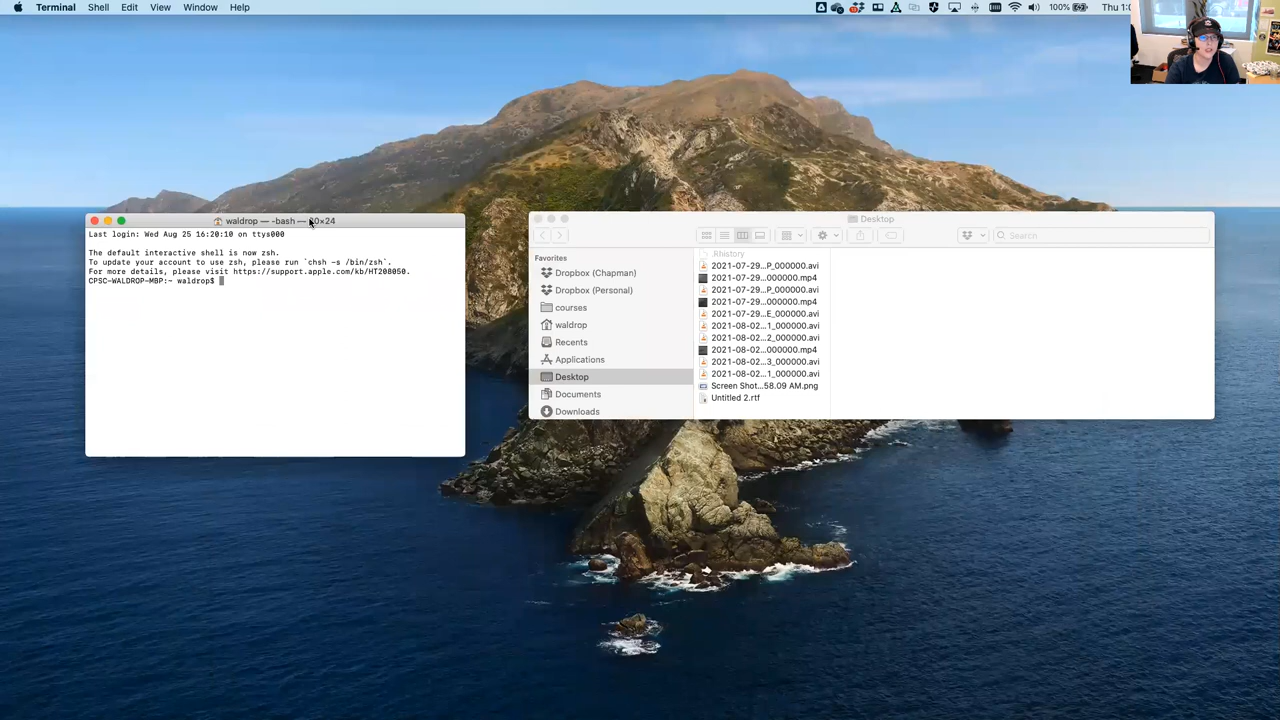 Terminal Shell Edit View Window Help
100% Thu 1:0
waldrop — -bash — 80×24
Last login: Wed Aug 25 16:20:10 on ttys000
The default interactive shell is now zsh.
To update your account to use zsh, please run `chsh -s /bin/zsh`.
For more details, please visit https://support.apple.com/kb/HT208050.
CPSC-WALDROP-MBP:~ waldrop$
Desktop
Search
Favorites
Dropbox (Chapman)
Dropbox (Personal)
courses
waldrop
Recents
Applications
Desktop
Documents
Downloads
.Rhistory
2021-07-29...P_000000.avi
2021-07-29...000000.mp4
2021-07-29...P_000000.avi
2021-07-29...000000.mp4
2021-07-29...E_000000.avi
2021-08-02...1_000000.avi
2021-08-02...2_000000.avi
2021-08-02...000000.mp4
2021-08-02...3_000000.avi
2021-08-02...1_000000.avi
Screen Shot...58.09 AM.png
Untitled 2.rtf